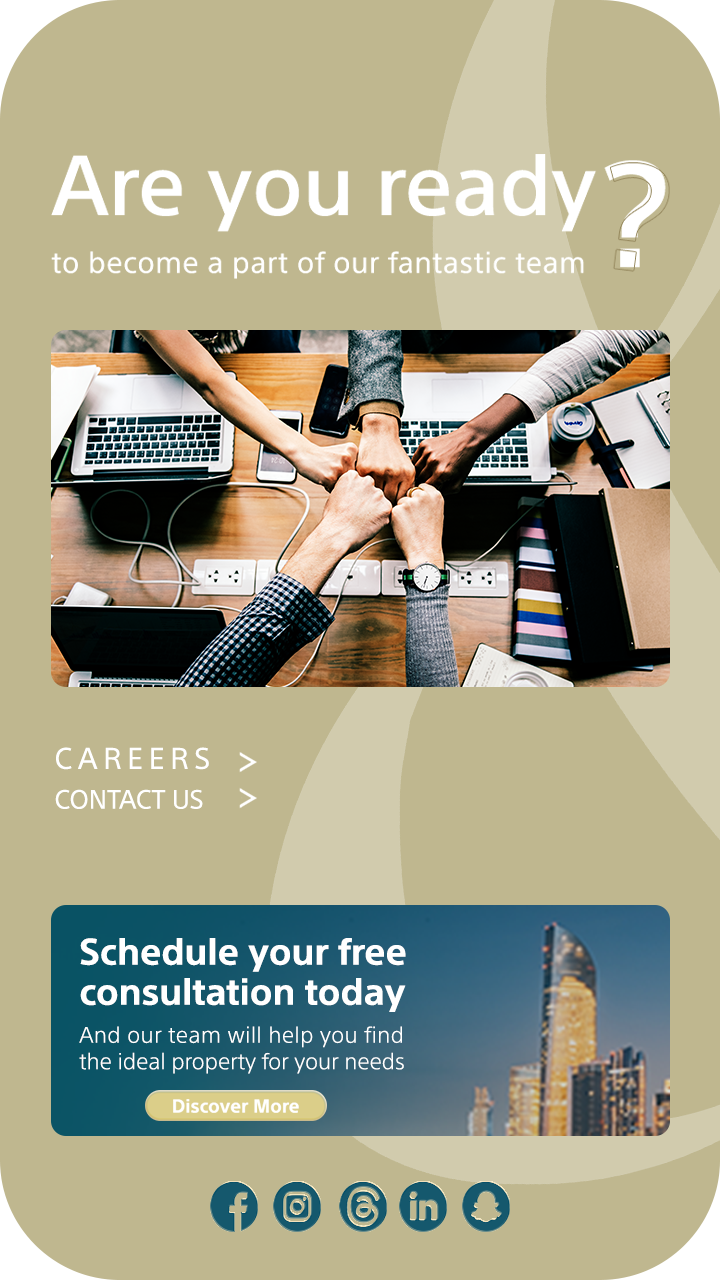 Are you ready?
to become a part of our fantastic team
CAREERS >
CONTACT US >
Schedule your free
consultation today
And our team will help you find
the ideal property for your needs
Discover More
in